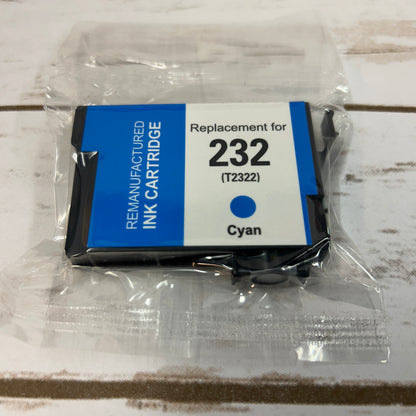 REMANUFACTURED
INK CARTRIDGE
Replacement for
232
(T2322)
Cyan